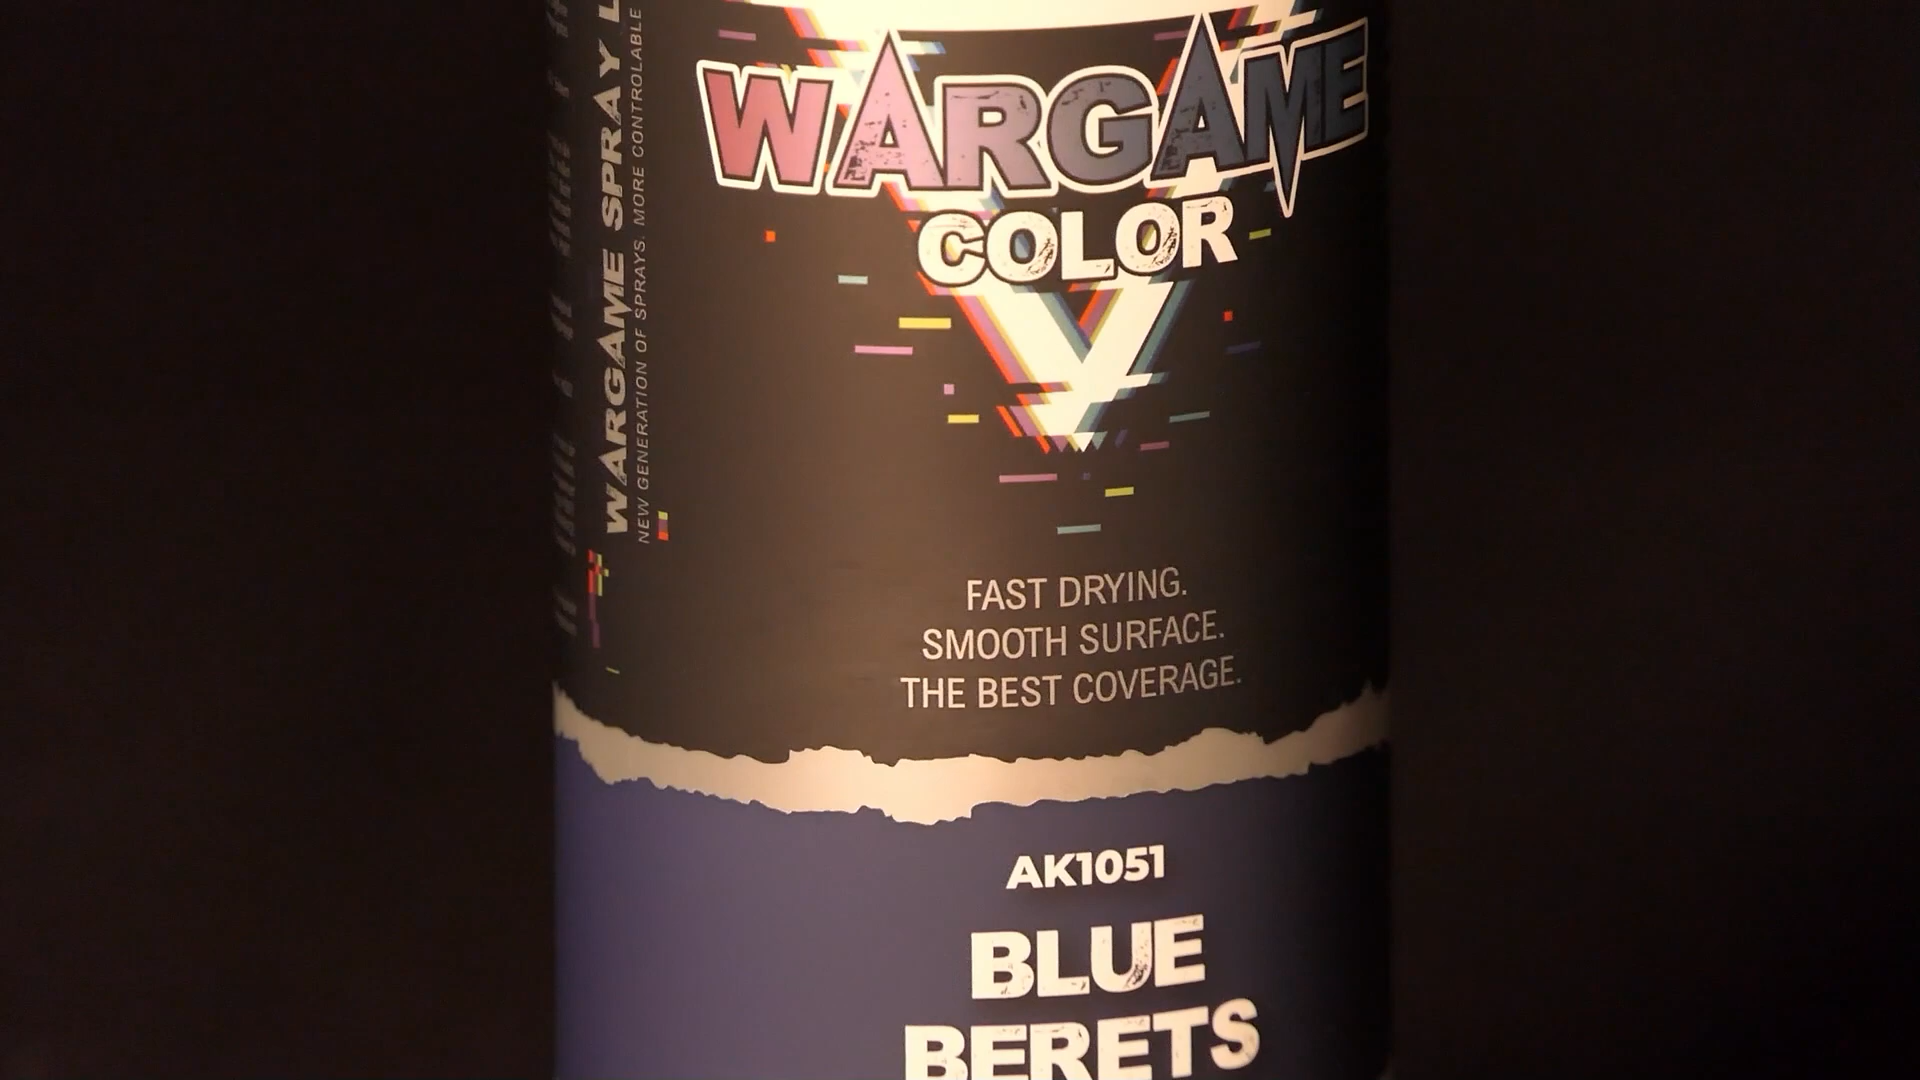 WARGAME
COLOR
FAST DRYING.
SMOOTH SURFACE.
THE BEST COVERAGE.
AK1051
BLUE
BERETS
WARGAME SPRAY
NEW GENERATION OF SPRAYS. MORE CONTROLABLE